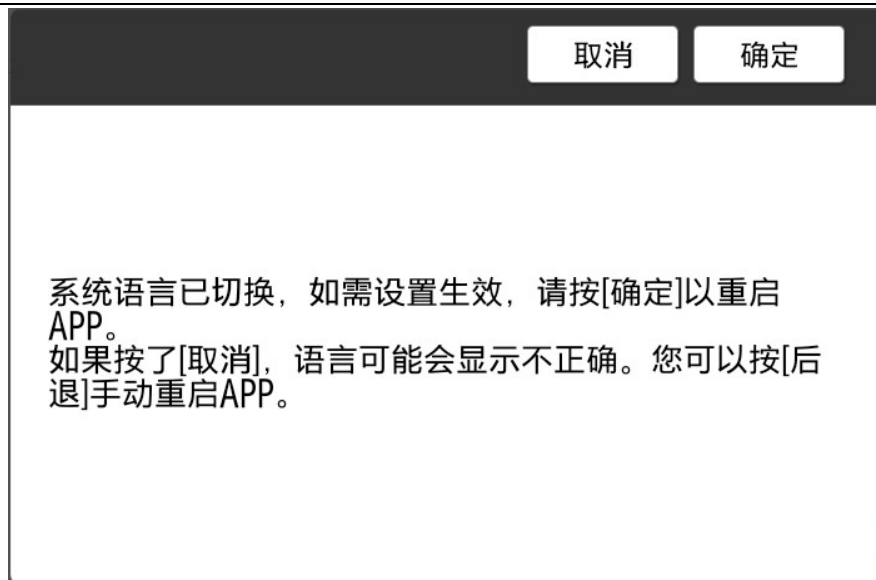 取消 确定
系统语言已切换，如需设置生效，请按[确定]以重启
APP。
如果按了[取消]，语言可能会显示不正确。您可以按[后
退]手动重启APP。